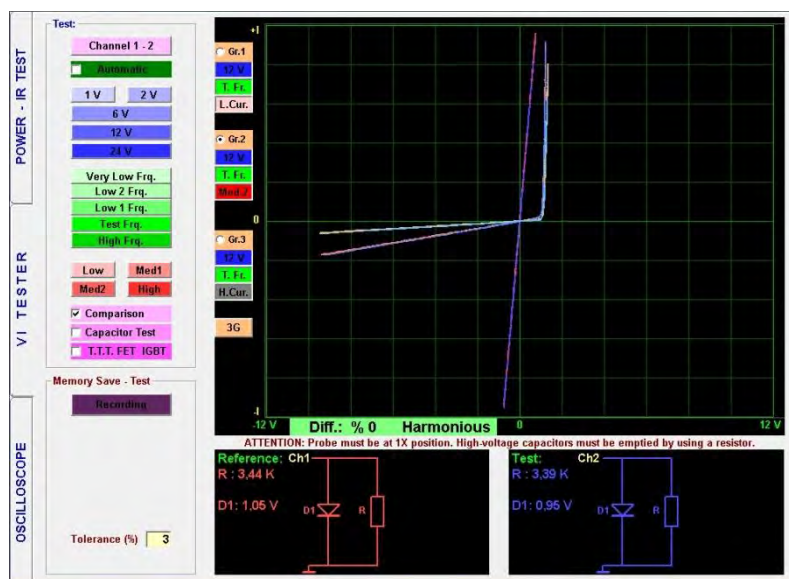 POWER - IR TEST
VI TESTER
OSCILLOSCOPE
Test:
Channel 1 - 2
Automatic
1 V
2 V
6 V
12 V
24 V
Very Low Frq.
Low 2 Frq.
Low 1 Frq.
Test Frq.
High Frq.
Low
Med1
Med2
High
Comparison
Capacitor Test
T.T.T. FET IGBT
Memory Save - Test
Recording
Tolerance (%) 3
Gr.1
12 V
T. Fr.
L.Cur.
Gr.2
12 V
T. Fr.
Med.2
Gr.3
12 V
T. Fr.
H.Cur.
3G
+1
0
-1
-12 V
Diff.: % 0 Harmonious
0
12 V
ATTENTION: Probe must be at 1X position. High-voltage capacitors must be emptied by using a resistor.
Reference: Ch1
R : 3,44 K
D1: 1,05 V
D1
R
Test: Ch2
R : 3,39 K
D1: 0,95 V
D1
R